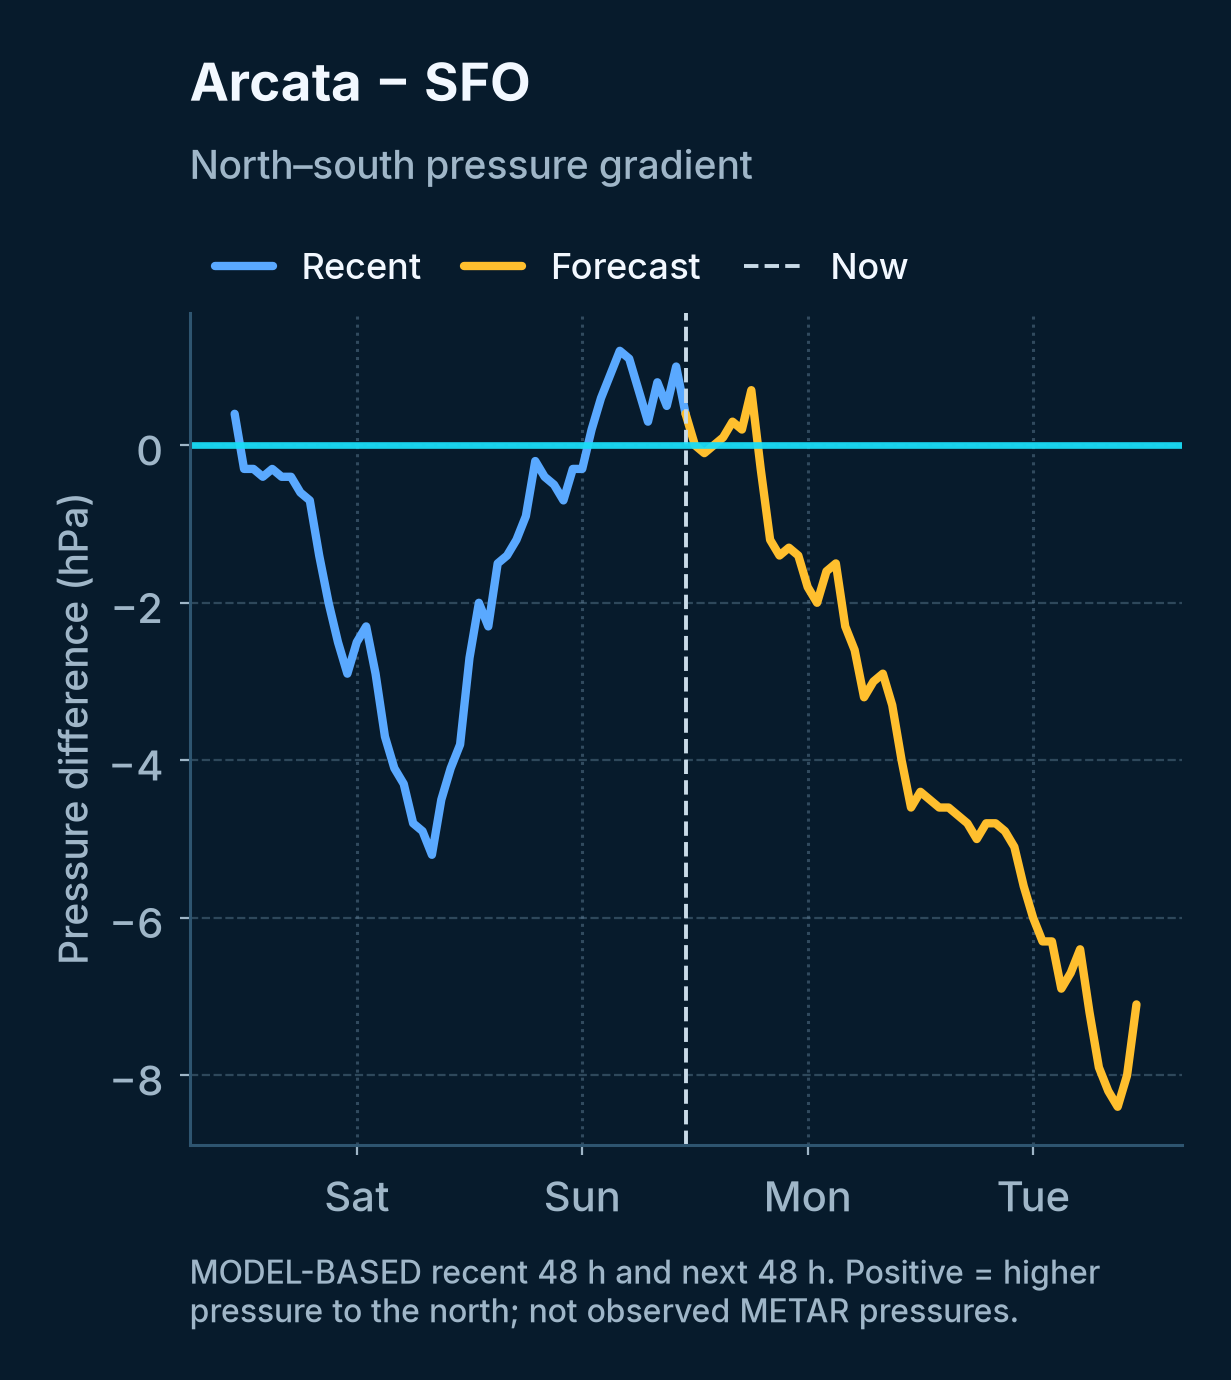 Arcata – SFO
North–south pressure gradient
Recent Forecast Now
Pressure difference (hPa)
0
−2
−4
−6
−8
Sat Sun Mon Tue
MODEL-BASED recent 48 h and next 48 h. Positive = higher
pressure to the north; not observed METAR pressures.